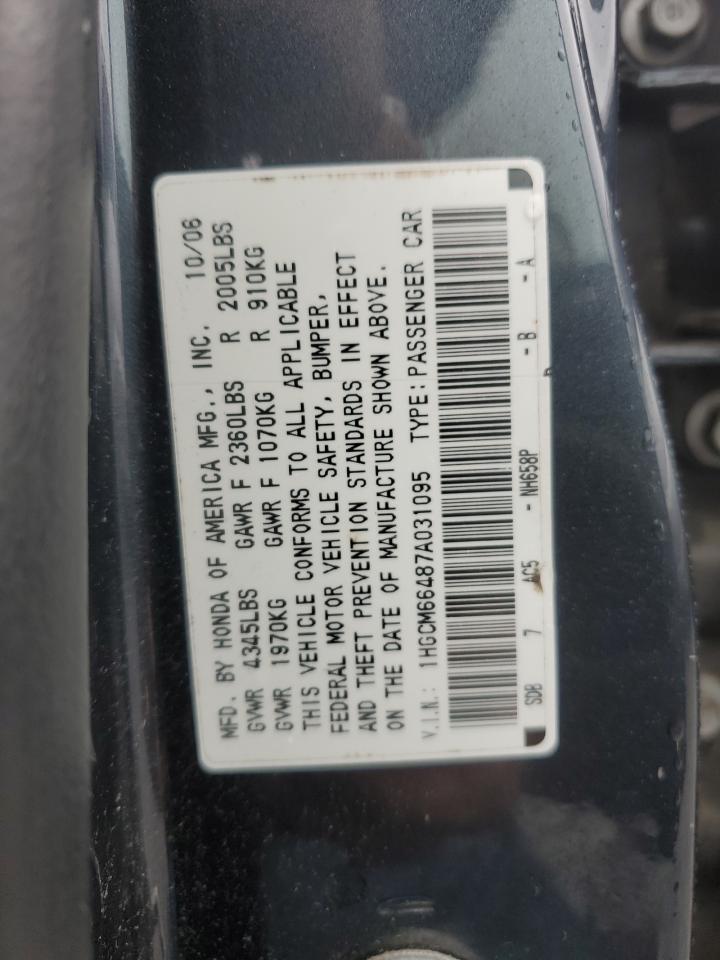 MFD. BY HONDA OF AMERICA MFG., INC. 10/06
GVWR 4345LBS GAWR F 2360LBS R 2005LBS
GVWR 1970KG GAWR F 1070KG R 910KG
THIS VEHICLE CONFORMS TO ALL APPLICABLE
FEDERAL MOTOR VEHICLE SAFETY, BUMPER,
AND THEFT PREVENTION STANDARDS IN EFFECT
ON THE DATE OF MANUFACTURE SHOWN ABOVE.
V.I.N.: 1HGCM66487A031095 TYPE:PASSENGER CAR
SDB 7 AC5 - NH658P - B - A